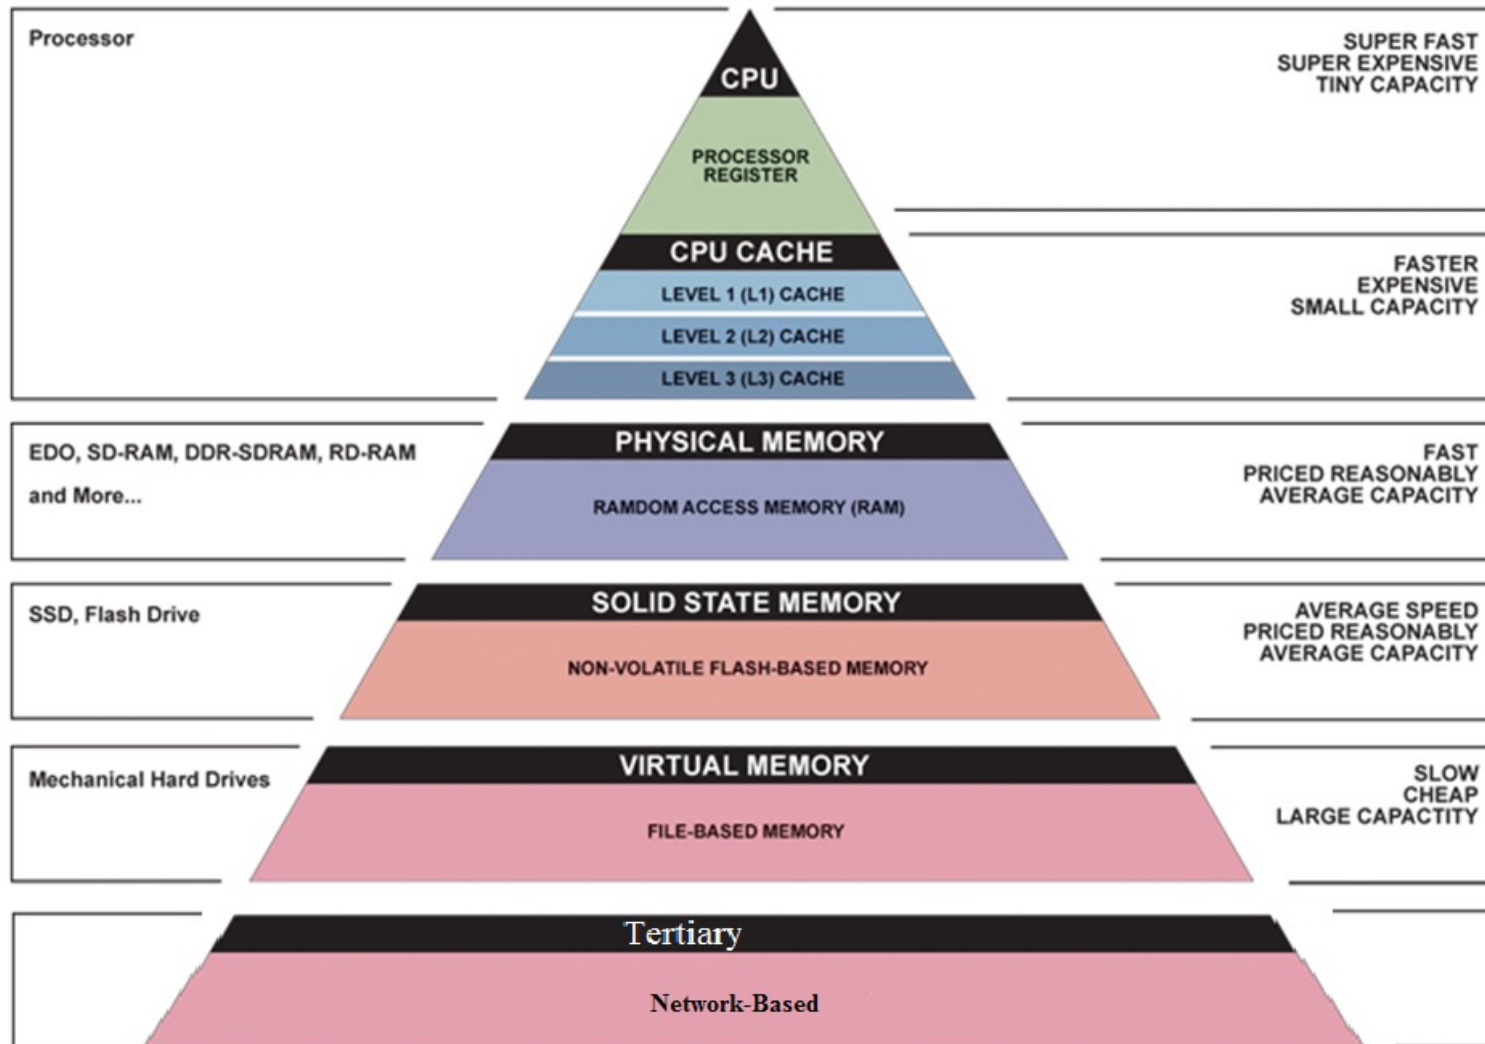 Processor
CPU
SUPER FAST
SUPER EXPENSIVE
TINY CAPACITY
PROCESSOR
REGISTER
CPU CACHE
LEVEL 1 (L1) CACHE
LEVEL 2 (L2) CACHE
LEVEL 3 (L3) CACHE
FASTER
EXPENSIVE
SMALL CAPACITY
EDO, SD-RAM, DDR-SDRAM, RD-RAM
and More...
PHYSICAL MEMORY
RAMDOM ACCESS MEMORY (RAM)
FAST
PRICED REASONABLY
AVERAGE CAPACITY
SSD, Flash Drive
SOLID STATE MEMORY
NON-VOLATILE FLASH-BASED MEMORY
AVERAGE SPEED
PRICED REASONABLY
AVERAGE CAPACITY
Mechanical Hard Drives
VIRTUAL MEMORY
FILE-BASED MEMORY
SLOW
CHEAP
LARGE CAPACTITY
Tertiary
Network-Based